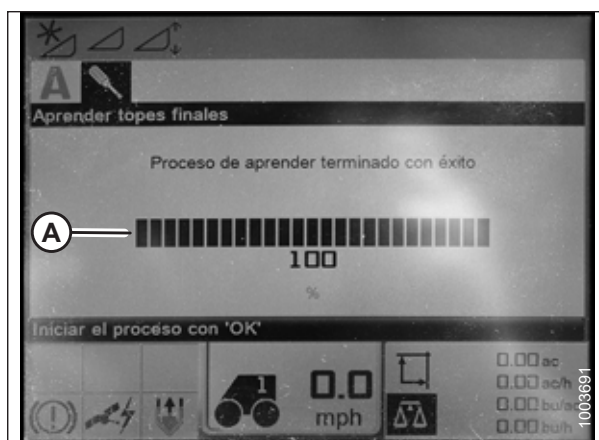 A
Aprender topes finales
Proceso de aprender terminado con éxito
A
100
%
Iniciar el proceso con 'OK'
1
0.0
mph
0.00 ac
0.00 ac/h
0.00 bu/ac
0.00 bu/h
1003691